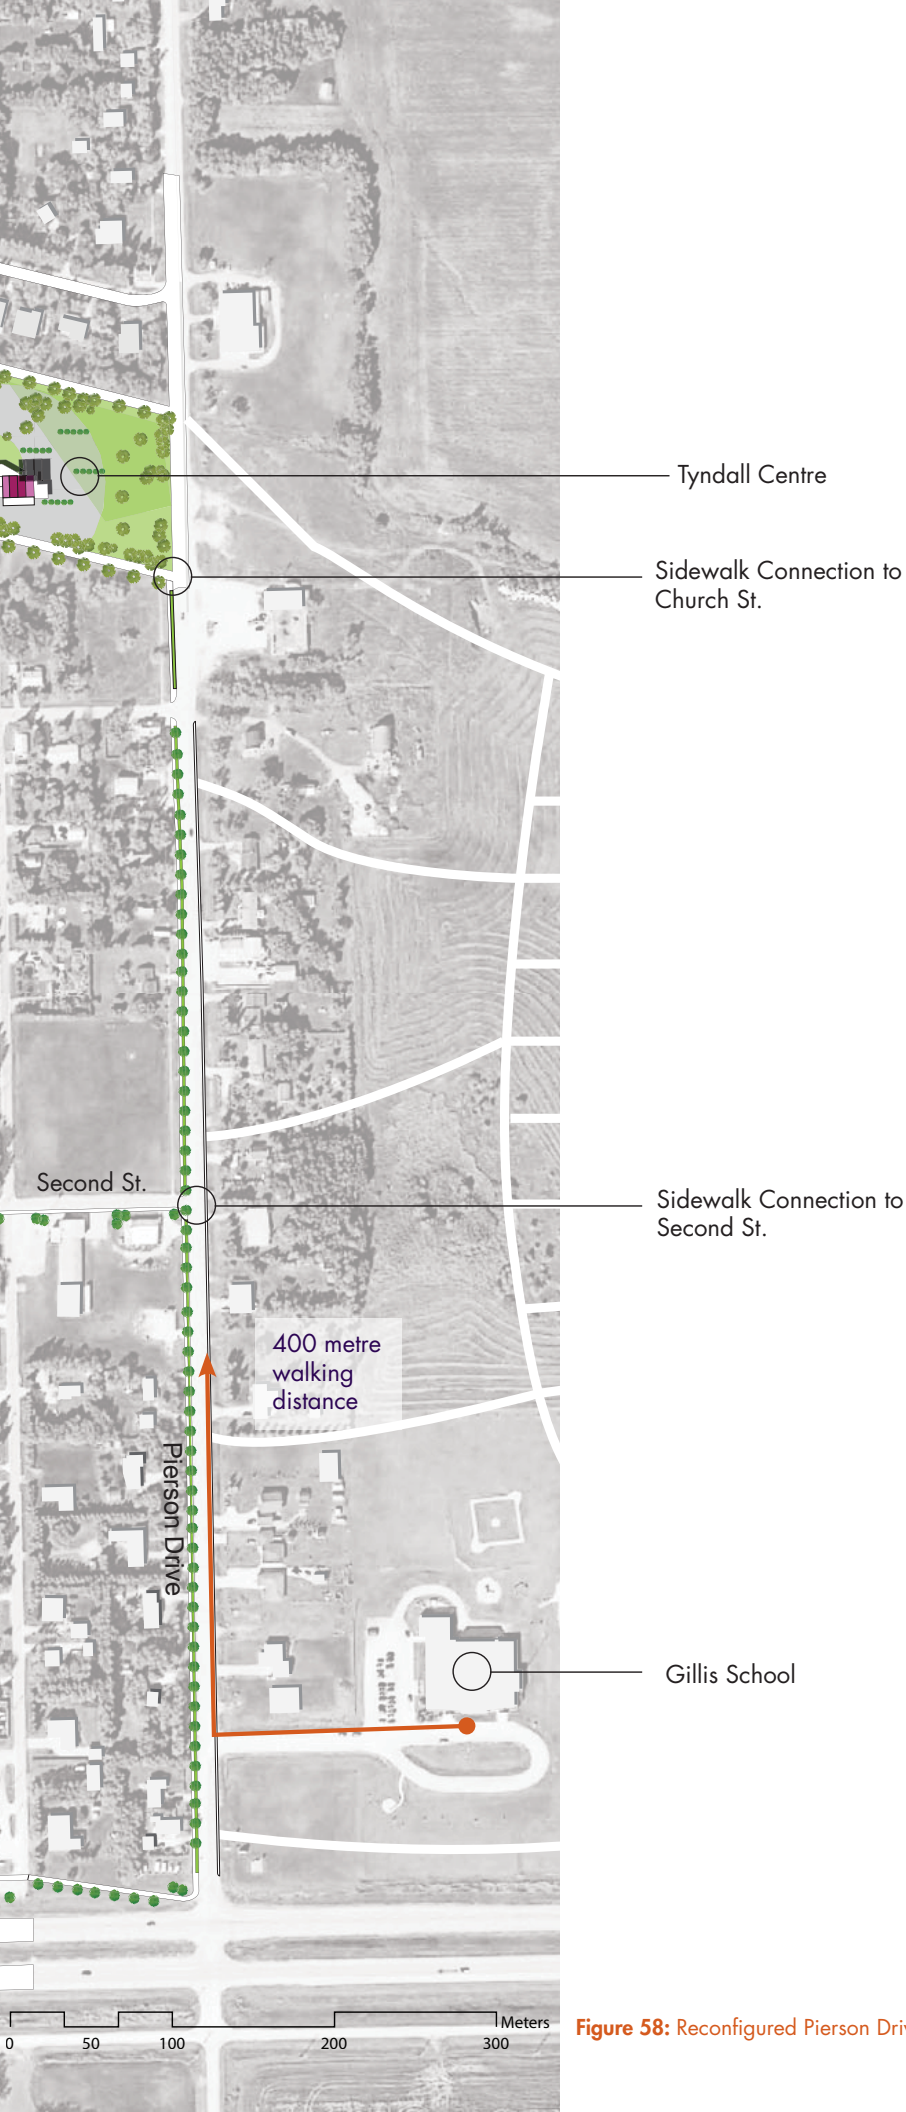 Tyndall Centre
Sidewalk Connection to
Church St.
Second St.
Sidewalk Connection to
Second St.
400 metre
walking
distance
Pierson Drive
Gillis School
Meters
0 50 100 200 300
Figure 58: Reconfigured Pierson Driv